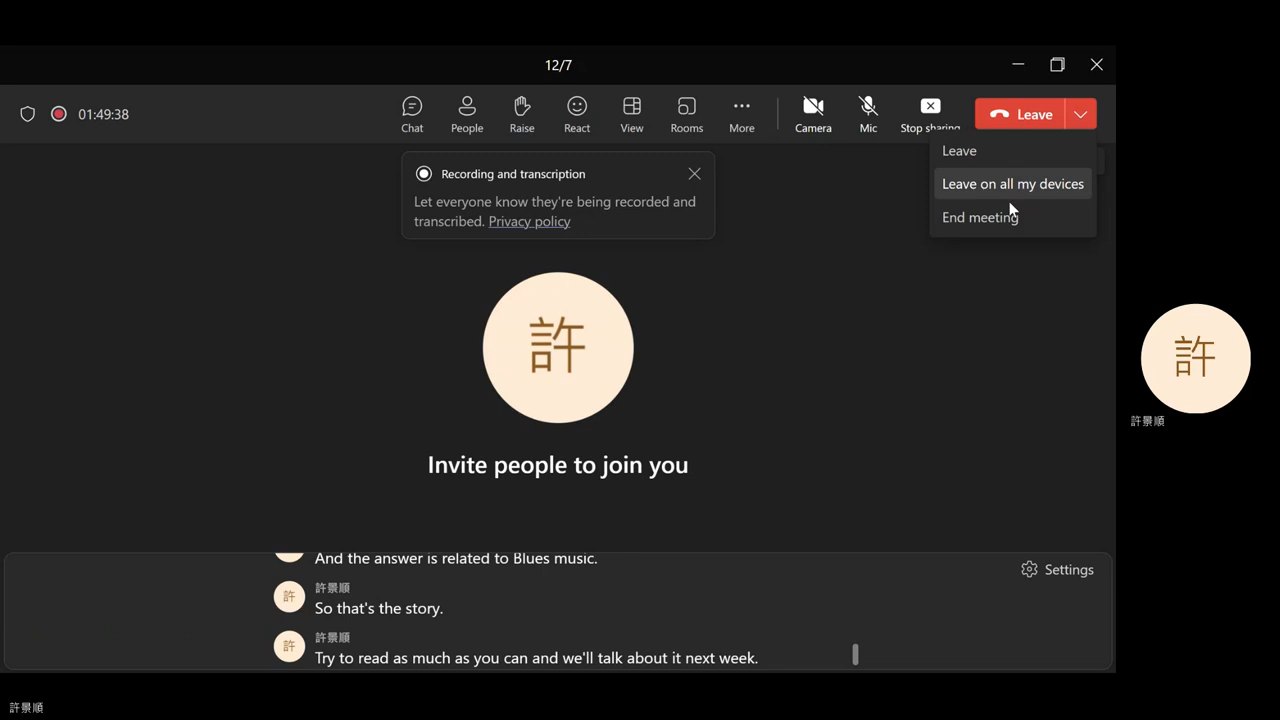 12/7
01:49:38
Chat
People
Raise
React
View
Rooms
More
Camera
Mic
Stop sharing
Leave
Leave
Leave on all my devices
End meeting
Recording and transcription
Let everyone know they're being recorded and
transcribed. Privacy policy
許
Invite people to join you
許
許景順
And the answer is related to Blues music.
Settings
許景順
許
So that's the story.
許景順
許
Try to read as much as you can and we'll talk about it next week.
許景順